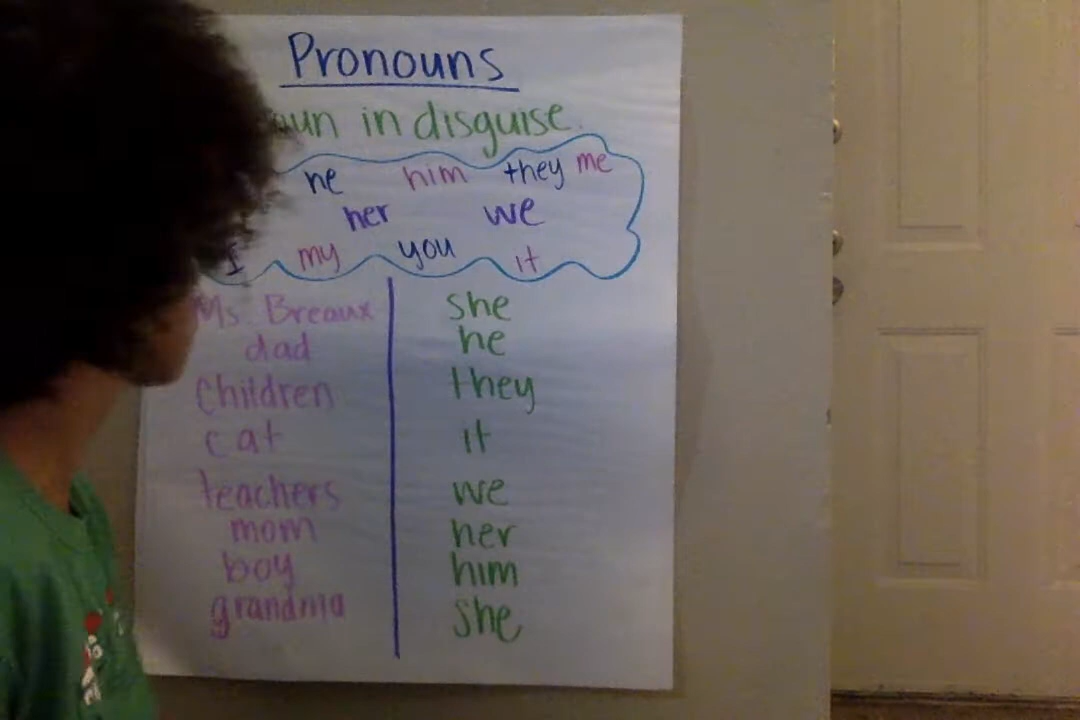 Pronouns
oun in disguise.
he him they me
her we
I my you it
Ms. Breaux she
dad he
Children they
cat it
teachers we
mom her
boy him
grandma she